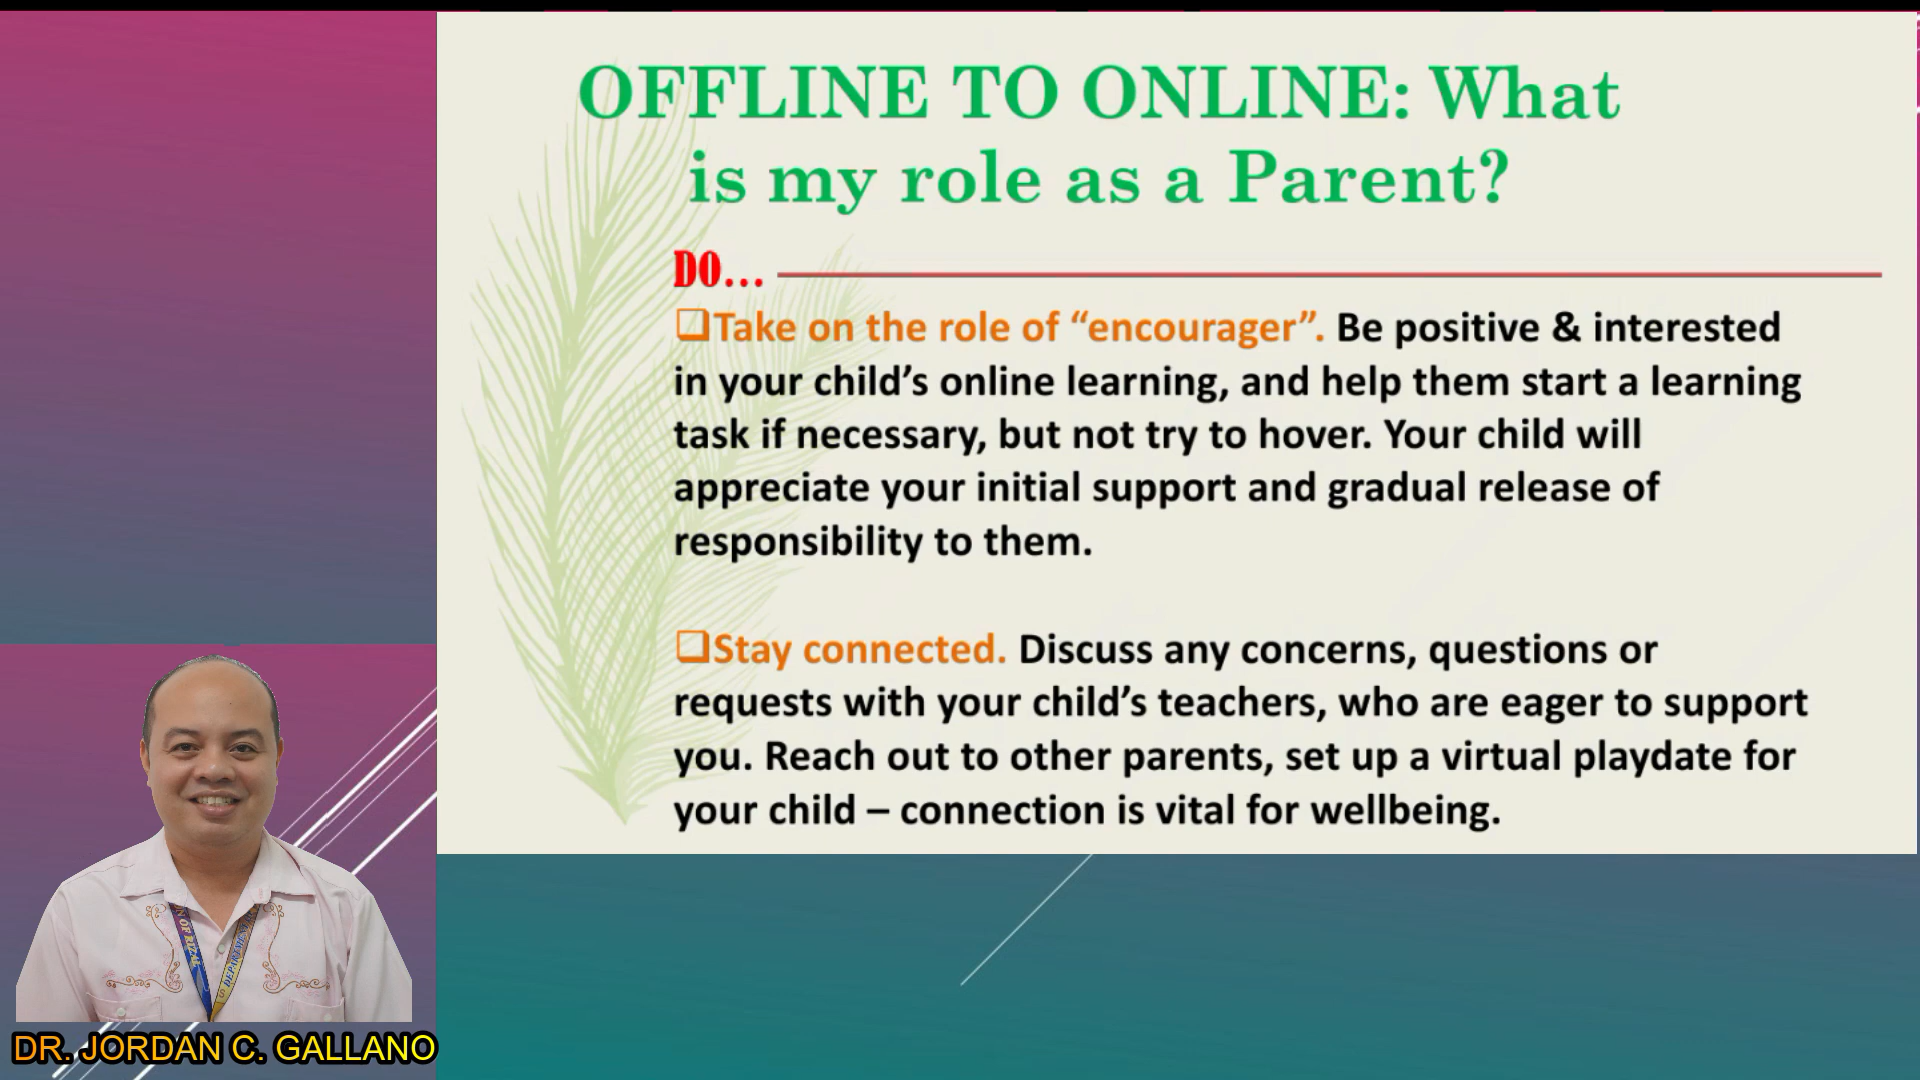 OFFLINE TO ONLINE: What
is my role as a Parent?
DO...
❑Take on the role of “encourager”. Be positive & interested
in your child’s online learning, and help them start a learning
task if necessary, but not try to hover. Your child will
appreciate your initial support and gradual release of
responsibility to them.
❑Stay connected. Discuss any concerns, questions or
requests with your child’s teachers, who are eager to support
you. Reach out to other parents, set up a virtual playdate for
your child – connection is vital for wellbeing.
DR. JORDAN C. GALLANO